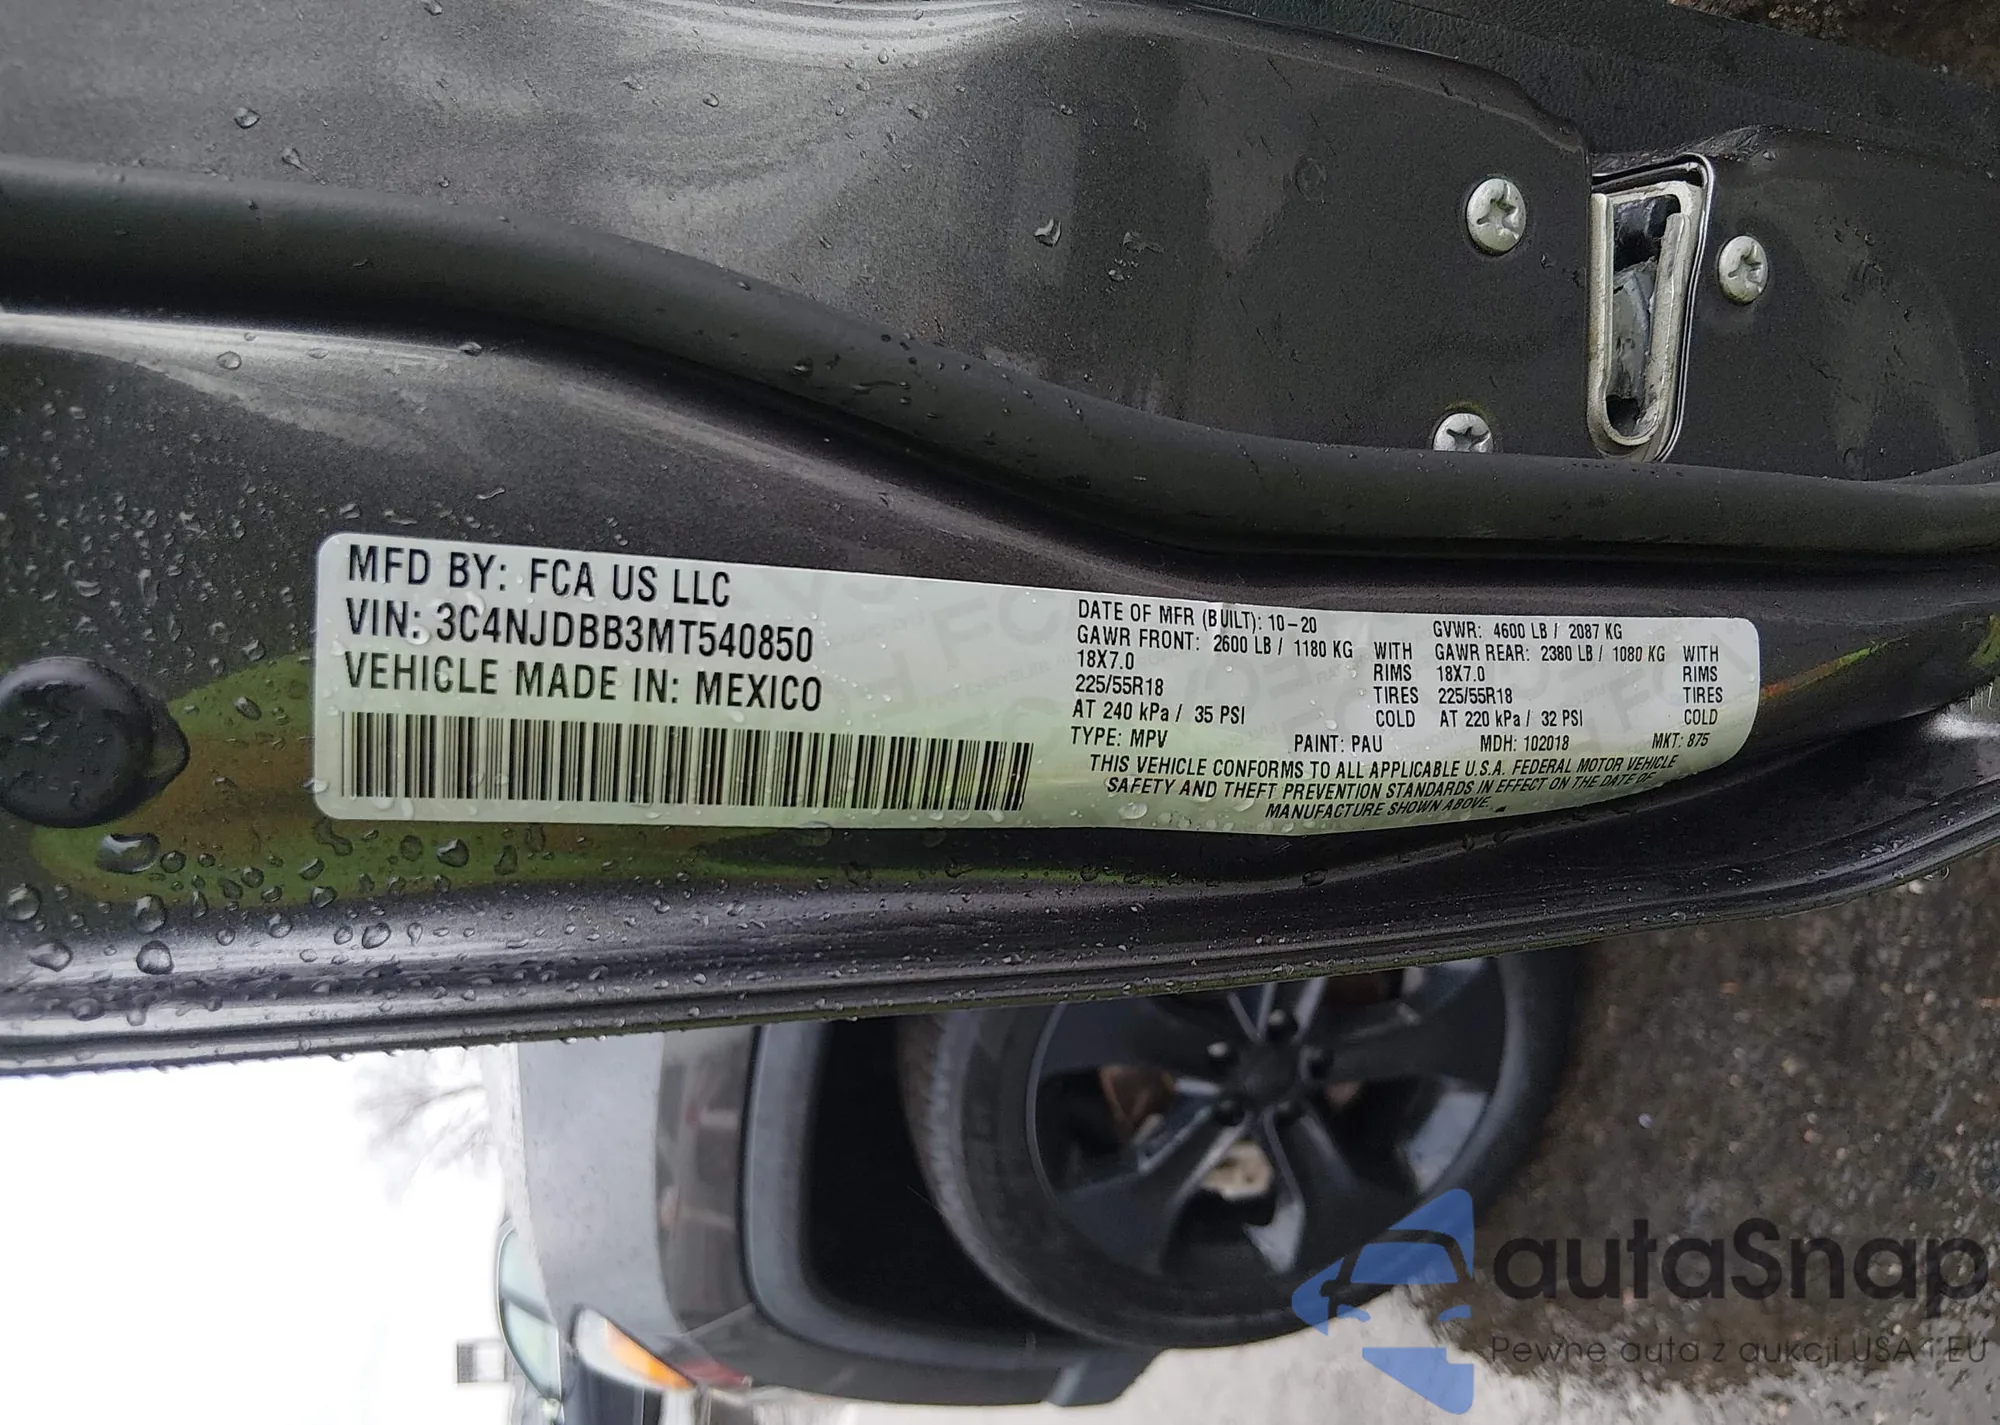 MFD BY: FCA US LLC
VIN: 3C4NJDBB3MT540850
VEHICLE MADE IN: MEXICO
DATE OF MFR (BUILT): 10-20
GAWR FRONT: 2600 LB / 1180 KG WITH
18X7.0 RIMS
225/55R18 TIRES
AT 240 kPa / 35 PSI COLD
GVWR: 4600 LB / 2087 KG
GAWR REAR: 2380 LB / 1080 KG WITH
18X7.0 RIMS
225/55R18 TIRES
AT 220 kPa / 32 PSI COLD
TYPE: MPV PAINT: PAU MDH: 102018 MKT: 875
THIS VEHICLE CONFORMS TO ALL APPLICABLE U.S.A. FEDERAL MOTOR VEHICLE
SAFETY AND THEFT PREVENTION STANDARDS IN EFFECT ON THE DATE OF
MANUFACTURE SHOWN ABOVE.
autoSnap
Pewne auta z aukcji USA i EU